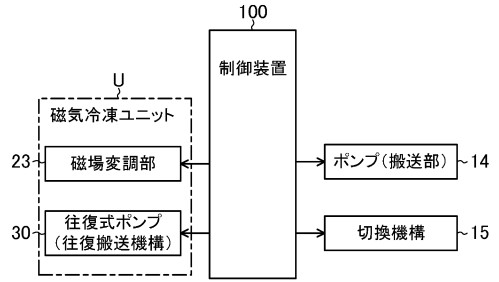 100
制御装置
U
磁気冷凍ユニット
23
磁場変調部
ポンプ(搬送部)
14
30
往復式ポンプ
(往復搬送機構)
切換機構
15